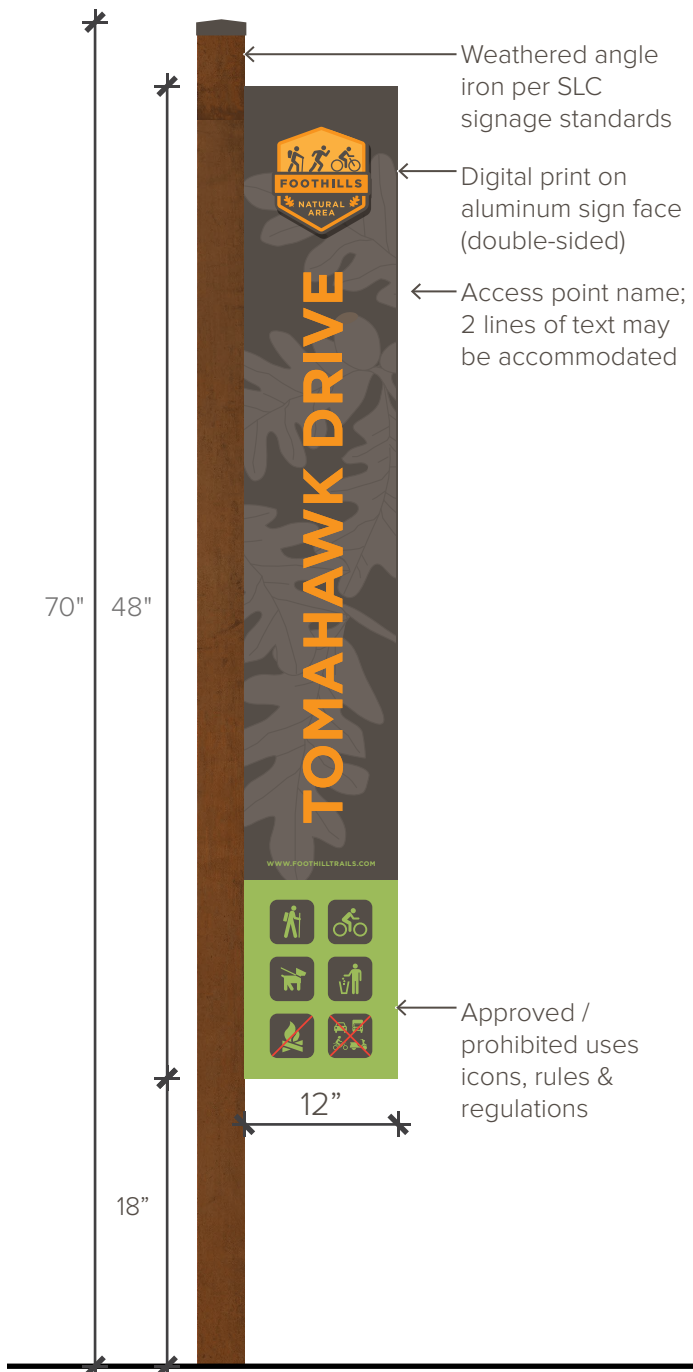 Weathered angle
iron per SLC
signage standards
Digital print on
aluminum sign face
(double-sided)
Access point name;
2 lines of text may
be accommodated
FOOTHILLS
NATURAL
AREA
TOMAHAWK DRIVE
70" 48"
WWW.FOOTHILLTRAILS.COM
Approved /
prohibited uses
icons, rules &
regulations
12”
18”